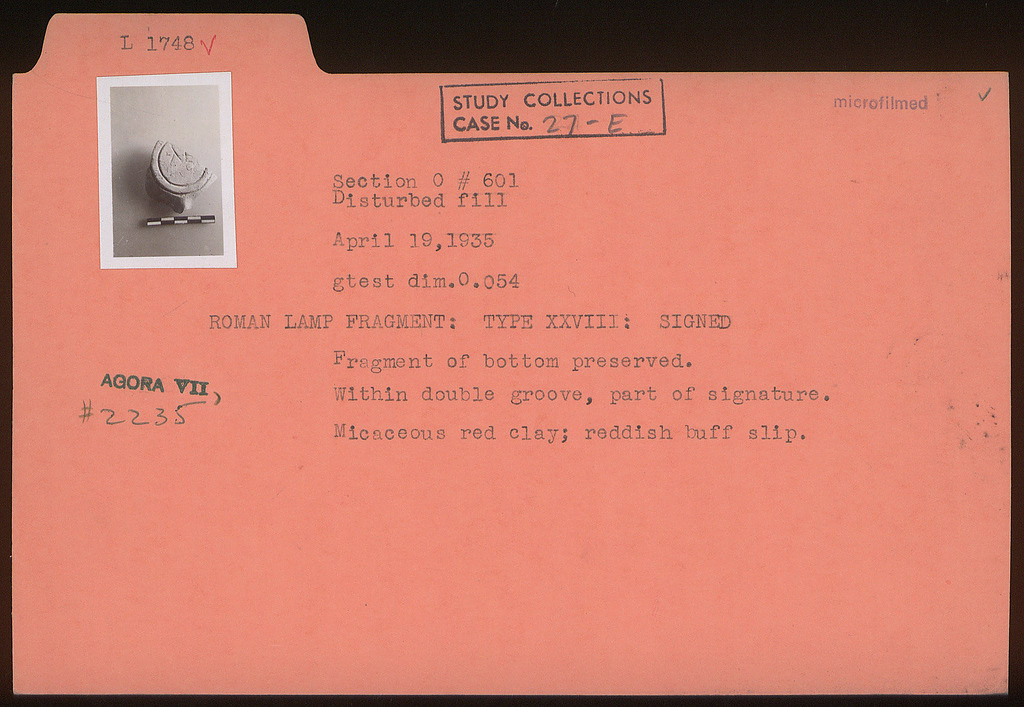 L 1748 ✓
STUDY COLLECTIONS
CASE No. 27-E
microfilmed ✓
Section O # 601
Disturbed fill
April 19,1935
gtest dim.0.054
ROMAN LAMP FRAGMENT: TYPE XXVIII: SIGNED
Fragment of bottom preserved.
AGORA VII,
#2235
Within double groove, part of signature.
Micaceous red clay; reddish buff slip.